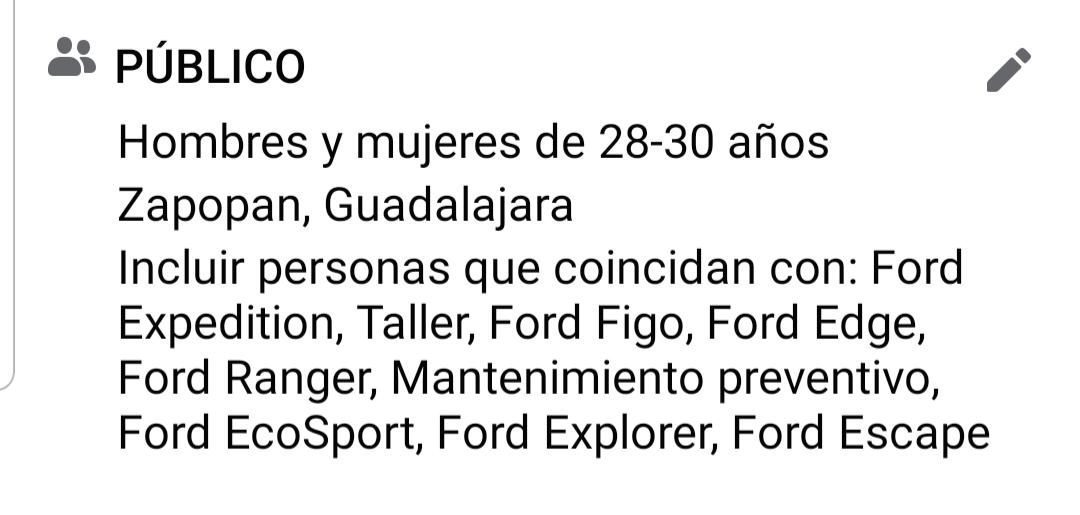 PÚBLICO
Hombres y mujeres de 28-30 años
Zapopan, Guadalajara
Incluir personas que coincidan con: Ford
Expedition, Taller, Ford Figo, Ford Edge,
Ford Ranger, Mantenimiento preventivo,
Ford EcoSport, Ford Explorer, Ford Escape